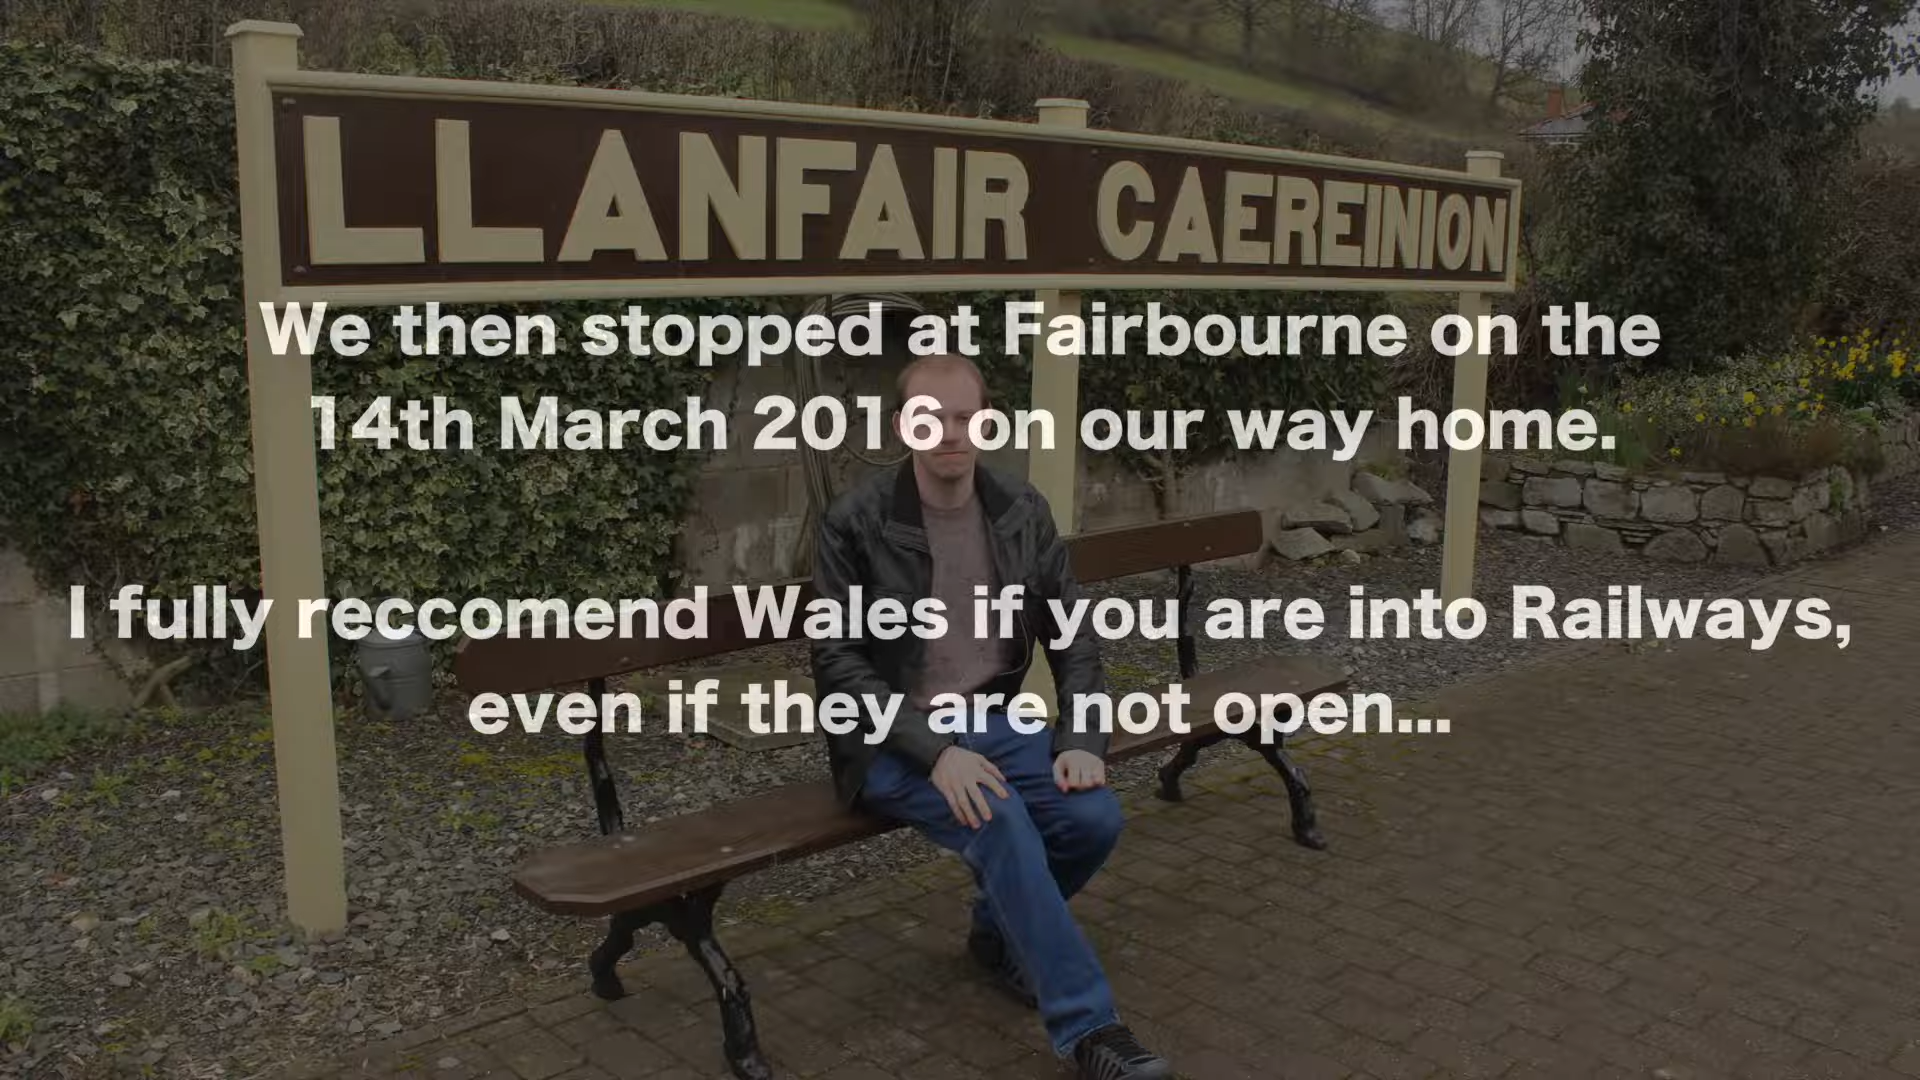 LLANFAIR CAEREINION
We then stopped at Fairbourne on the
14th March 2016 on our way home.
I fully reccomend Wales if you are into Railways,
even if they are not open...